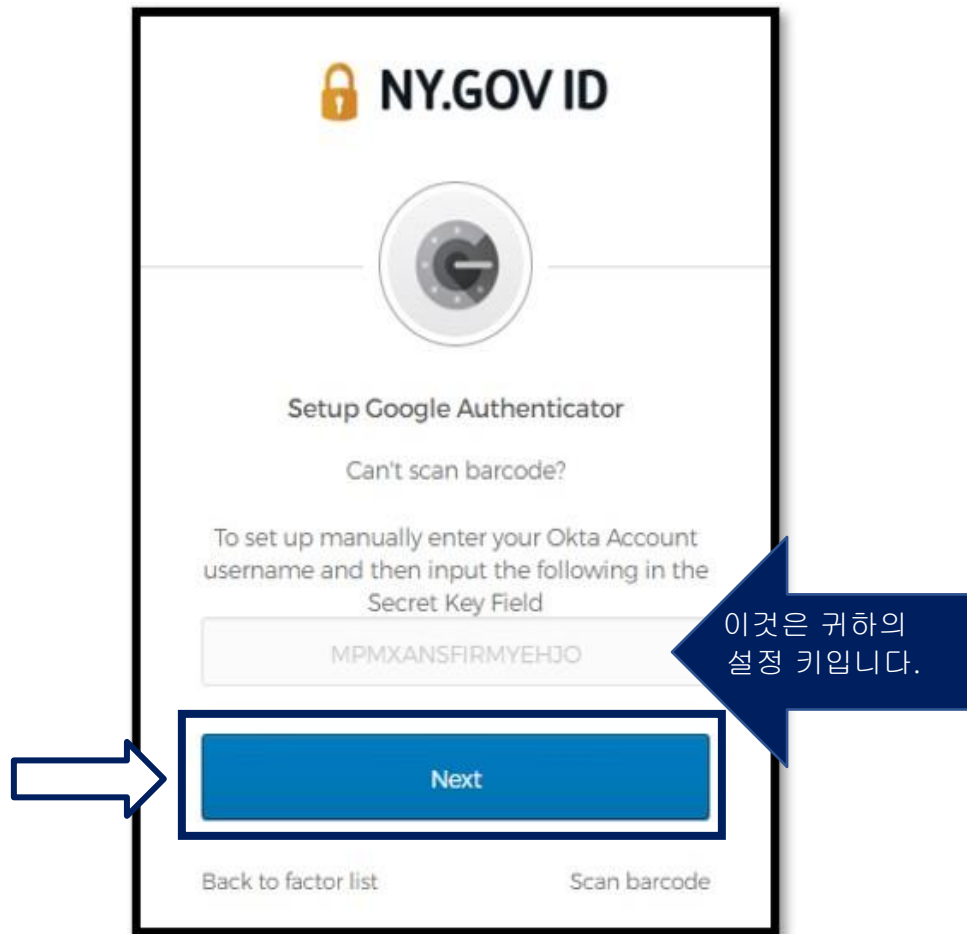 NY.GOV ID
Setup Google Authenticator
Can't scan barcode?
To set up manually enter your Okta Account
username and then input the following in the
Secret Key Field
MPMXANSFIRMYEHJO
이것은 귀하의
설정 키입니다.
Next
Back to factor list
Scan barcode